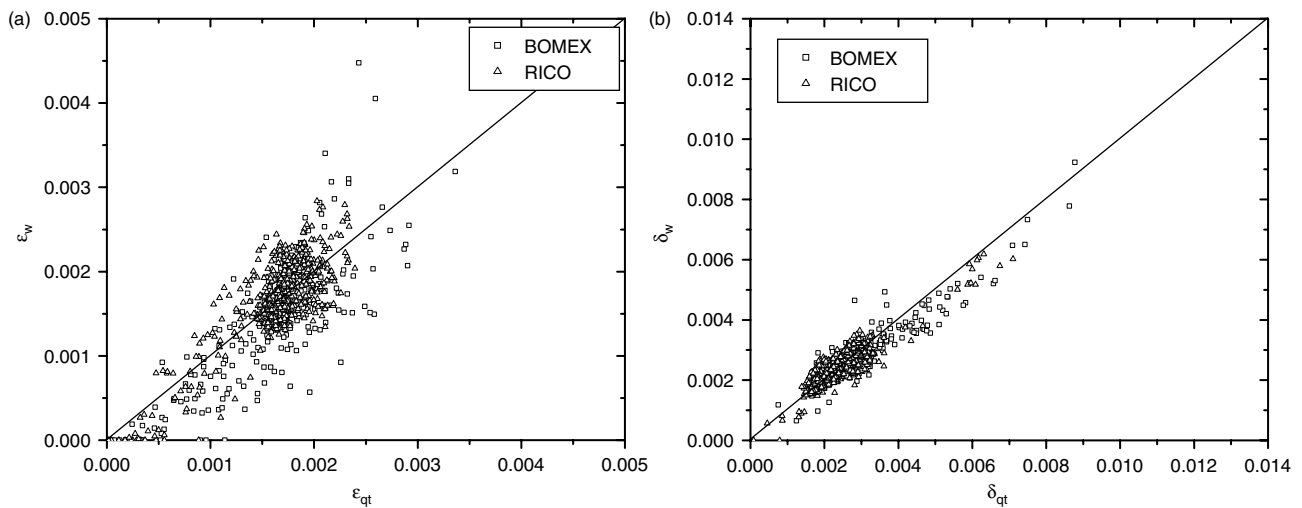 (a)
0.005
0.004
0.003
0.002
0.001
0.000
ε_w
BOMEX
RICO
0.000 0.001 0.002 0.003 0.004 0.005
ε_qt
(b)
0.014
0.012
0.010
0.008
0.006
0.004
0.002
0.000
δ_w
BOMEX
RICO
0.000 0.002 0.004 0.006 0.008 0.010 0.012 0.014
δ_qt